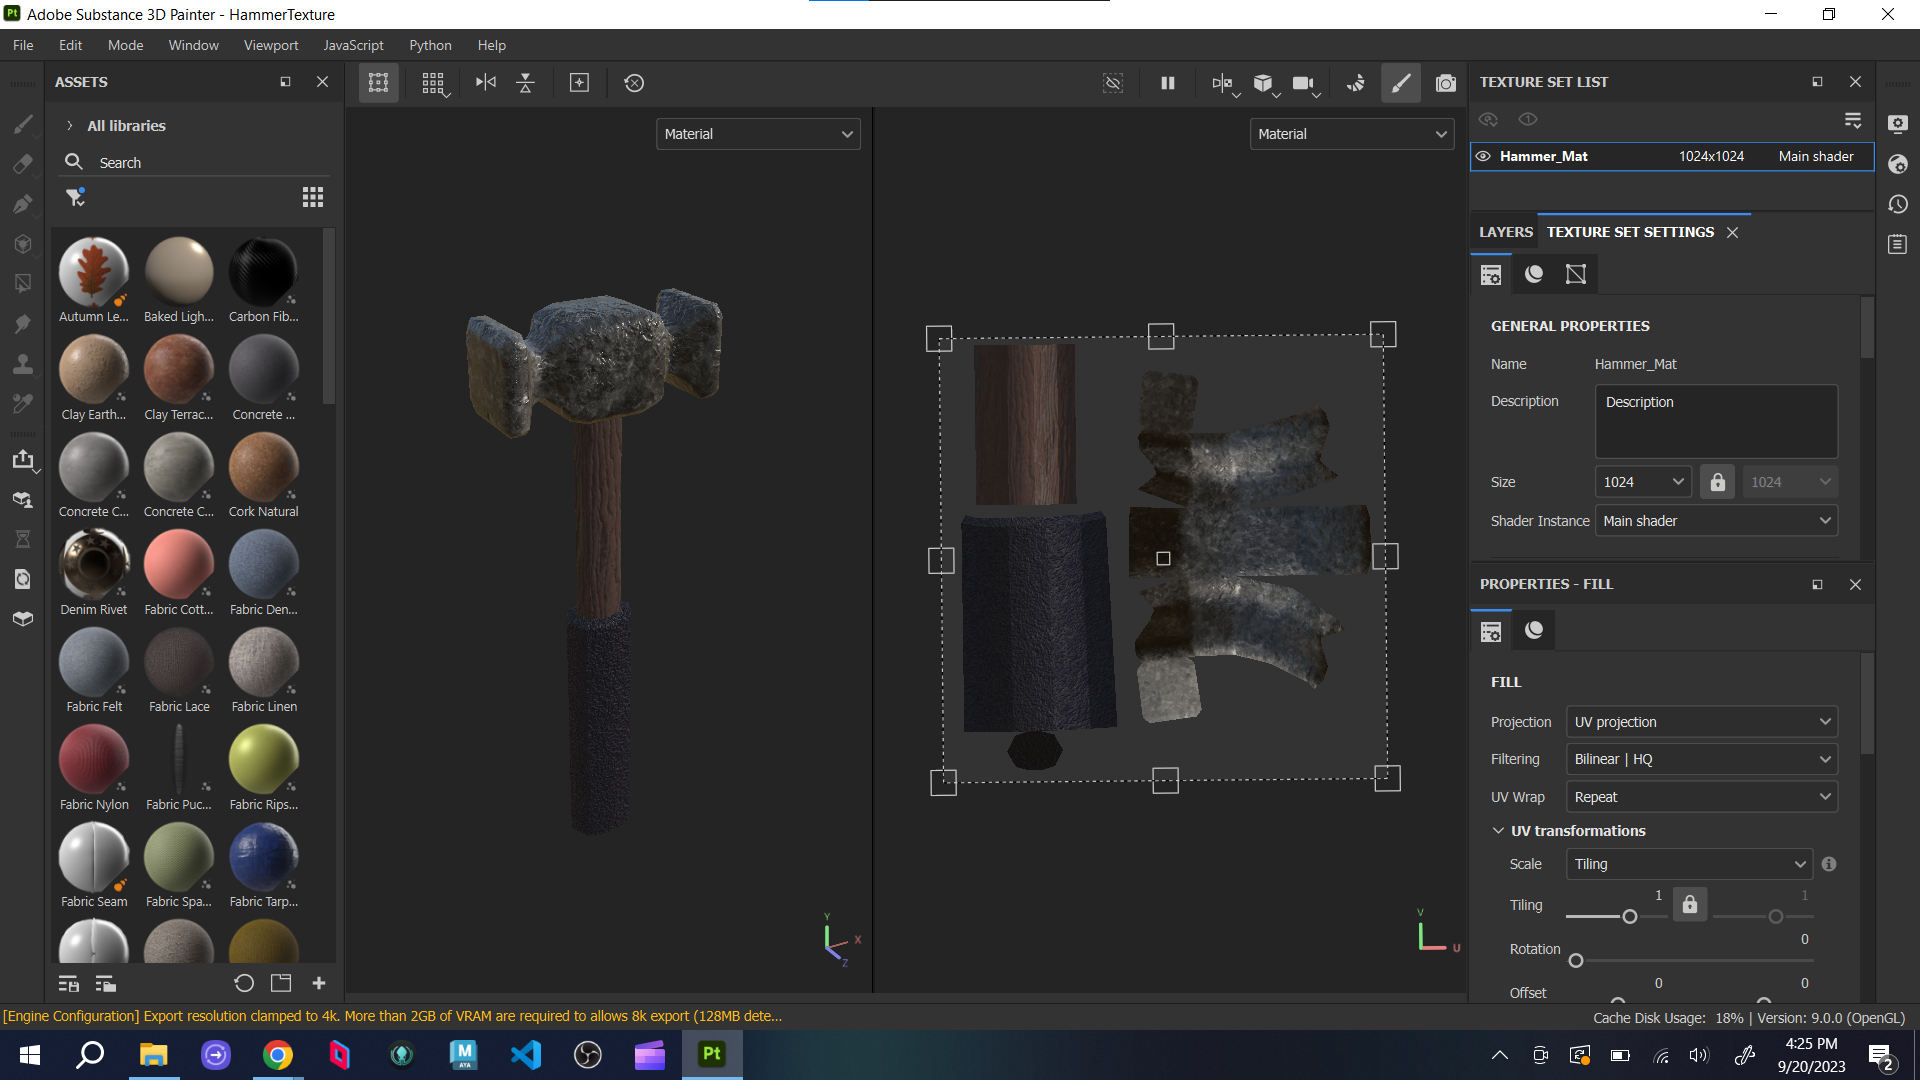 Pt Adobe Substance 3D Painter - HammerTexture
File Edit Mode Window Viewport JavaScript Python Help
ASSETS
All libraries
Search
Autumn Le... Baked Ligh... Carbon Fib...
Clay Earth... Clay Terrac... Concrete ...
Concrete C... Concrete C... Cork Natural
Denim Rivet Fabric Cott... Fabric Den...
Fabric Felt Fabric Lace Fabric Linen
Fabric Nylon Fabric Puc... Fabric Rips...
Fabric Seam Fabric Spa... Fabric Tarp...
Material
Y
X
Z
Material
V
U
TEXTURE SET LIST
Hammer_Mat 1024x1024 Main shader
LAYERS TEXTURE SET SETTINGS
GENERAL PROPERTIES
Name Hammer_Mat
Description Description
Size 1024 1024
Shader Instance Main shader
PROPERTIES - FILL
FILL
Projection UV projection
Filtering Bilinear | HQ
UV Wrap Repeat
UV transformations
Scale Tiling
Tiling 1 1
Rotation 0
Offset 0 0
[Engine Configuration] Export resolution clamped to 4k. More than 2GB of VRAM are required to allows 8k export (128MB dete...
Cache Disk Usage: 18% | Version: 9.0.0 (OpenGL)
M
AYA
Pt
4:25 PM
9/20/2023
2